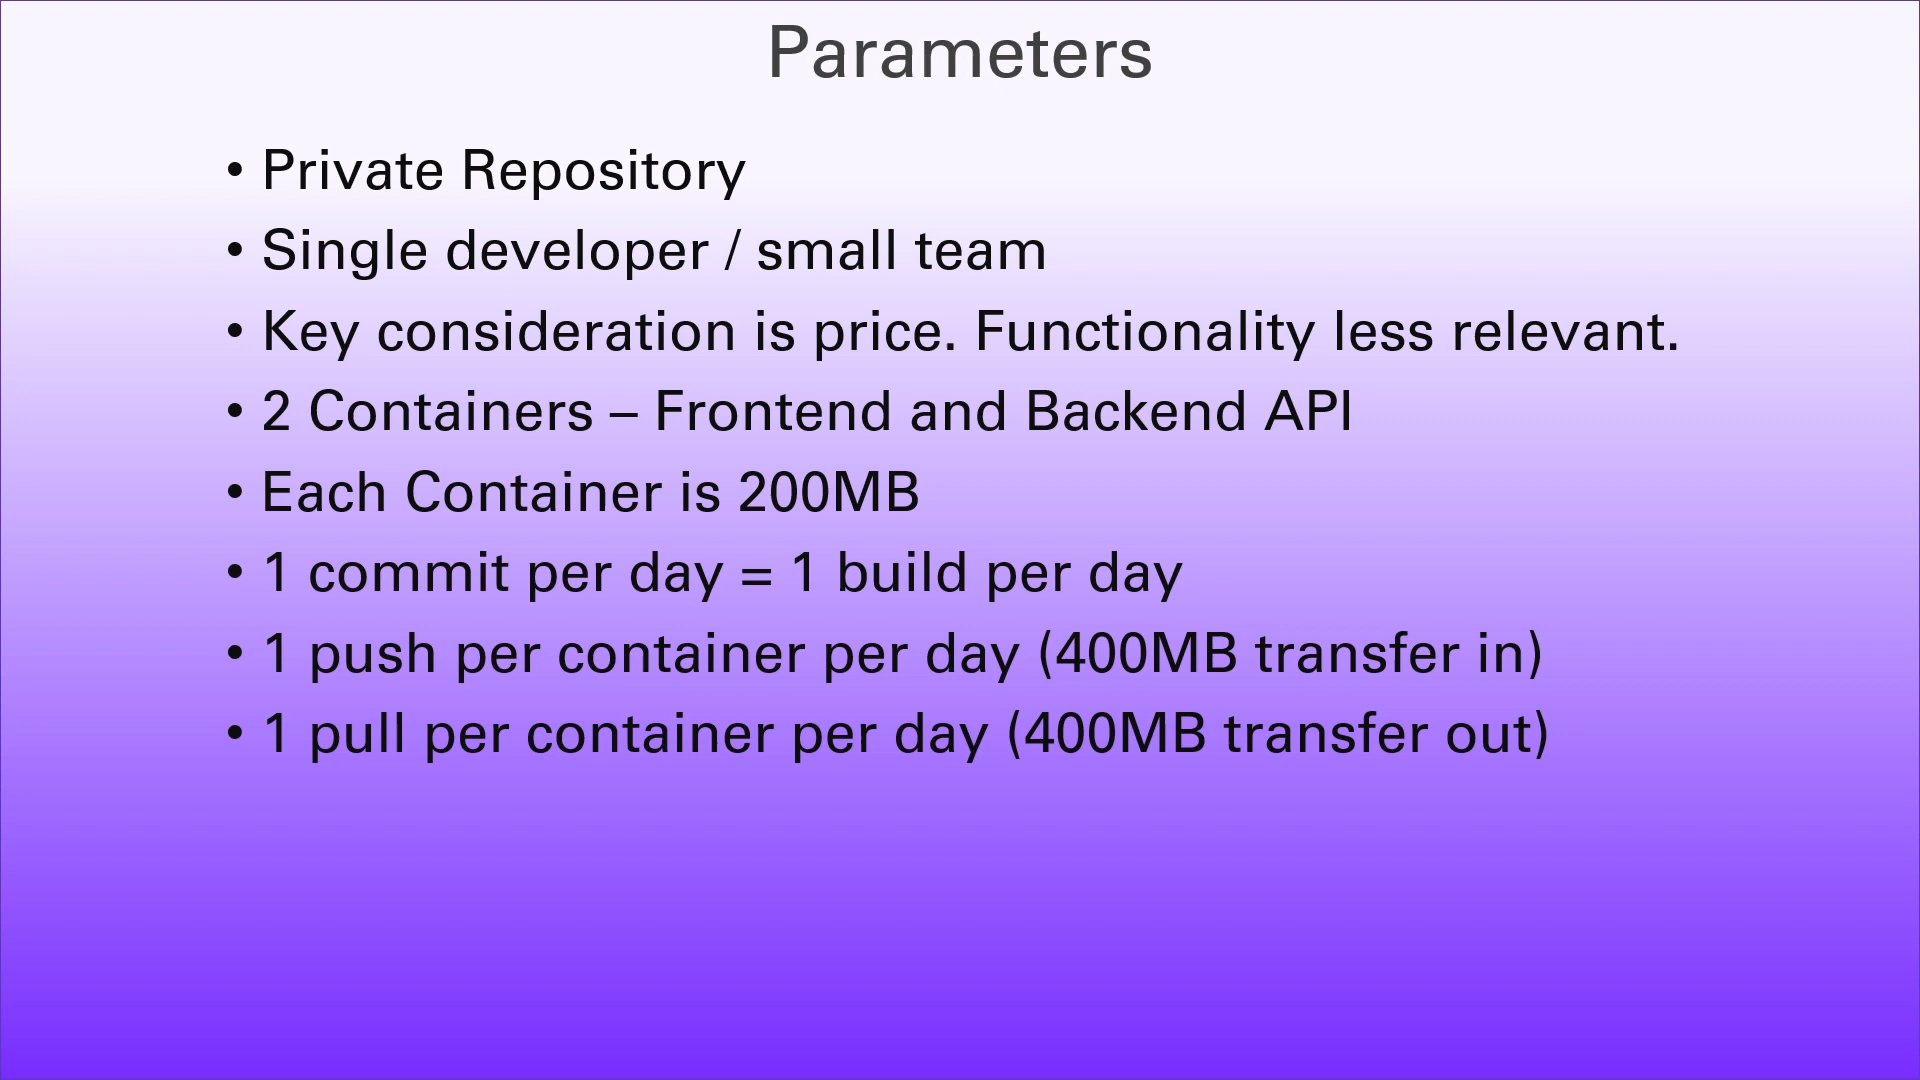 Parameters
• Private Repository
• Single developer / small team
• Key consideration is price. Functionality less relevant.
• 2 Containers – Frontend and Backend API
• Each Container is 200MB
• 1 commit per day = 1 build per day
• 1 push per container per day (400MB transfer in)
• 1 pull per container per day (400MB transfer out)